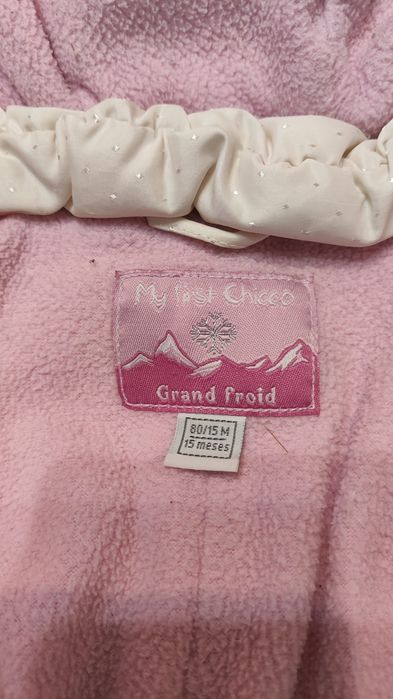 My first Chicco
Grand froid
80/15 M
15 meses